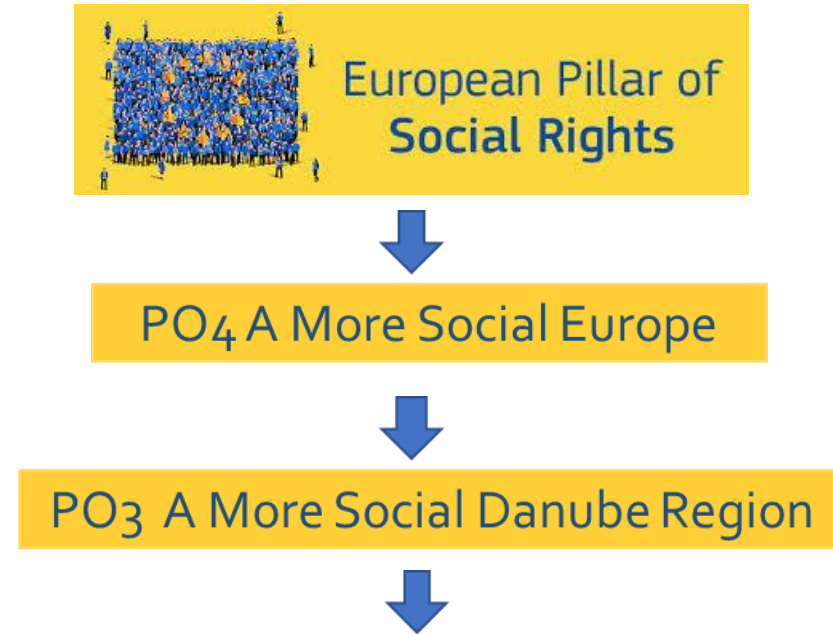 European Pillar of
Social Rights
PO4 A More Social Europe
PO3 A More Social Danube Region